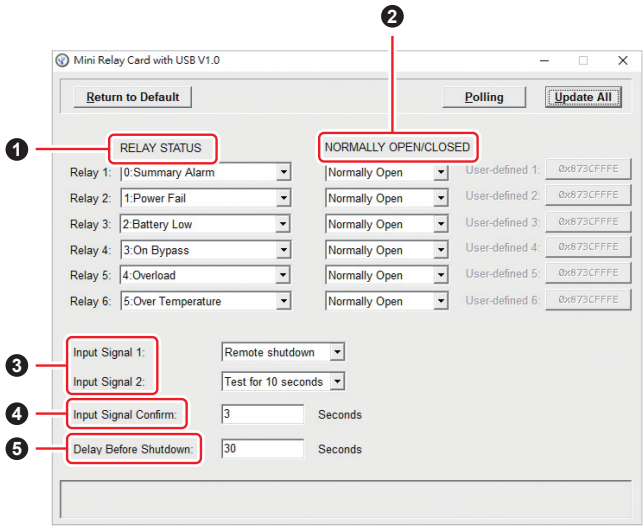 2
Mini Relay Card with USB V1.0
Return to Default Polling Update All
1 RELAY STATUS NORMALLY OPEN/CLOSED
Relay 1: 0:Summary Alarm Normally Open User-defined 1: 0x873CFFFE
Relay 2: 1:Power Fail Normally Open User-defined 2: 0x873CFFFE
Relay 3: 2:Battery Low Normally Open User-defined 3: 0x873CFFFE
Relay 4: 3:On Bypass Normally Open User-defined 4: 0x873CFFFE
Relay 5: 4:Overload Normally Open User-defined 5: 0x873CFFFE
Relay 6: 5:Over Temperature Normally Open User-defined 6: 0x873CFFFE
Input Signal 1: Remote shutdown
3
Input Signal 2: Test for 10 seconds
4 Input Signal Confirm: 3 Seconds
5 Delay Before Shutdown: 30 Seconds